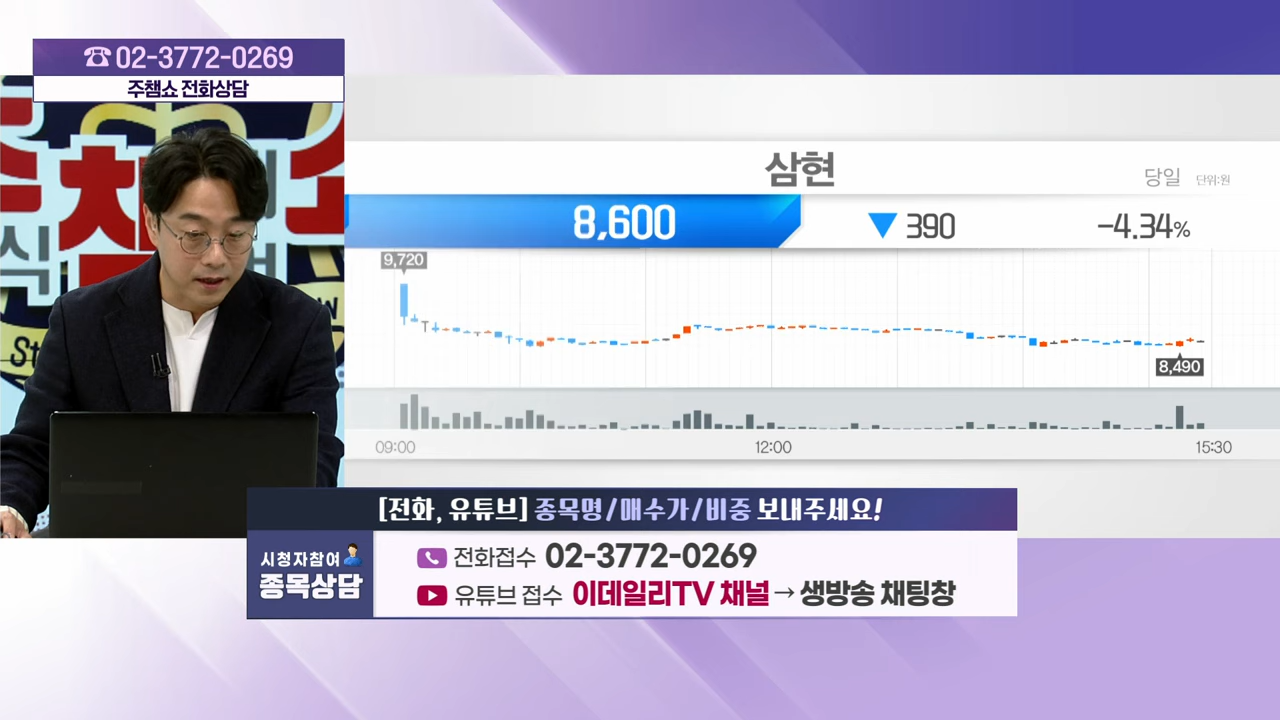 ☎02-3772-0269
주챔쇼 전화상담
식
St
삼현
당일 단위:원
8,600 ▼ 390 -4.34%
9,720
8,490
09:00 12:00 15:30
[전화, 유튜브] 종목명/매수가/비중 보내주세요!
시청자참여
종목상담
전화접수 02-3772-0269
유튜브 접수 이데일리TV 채널→생방송 채팅창